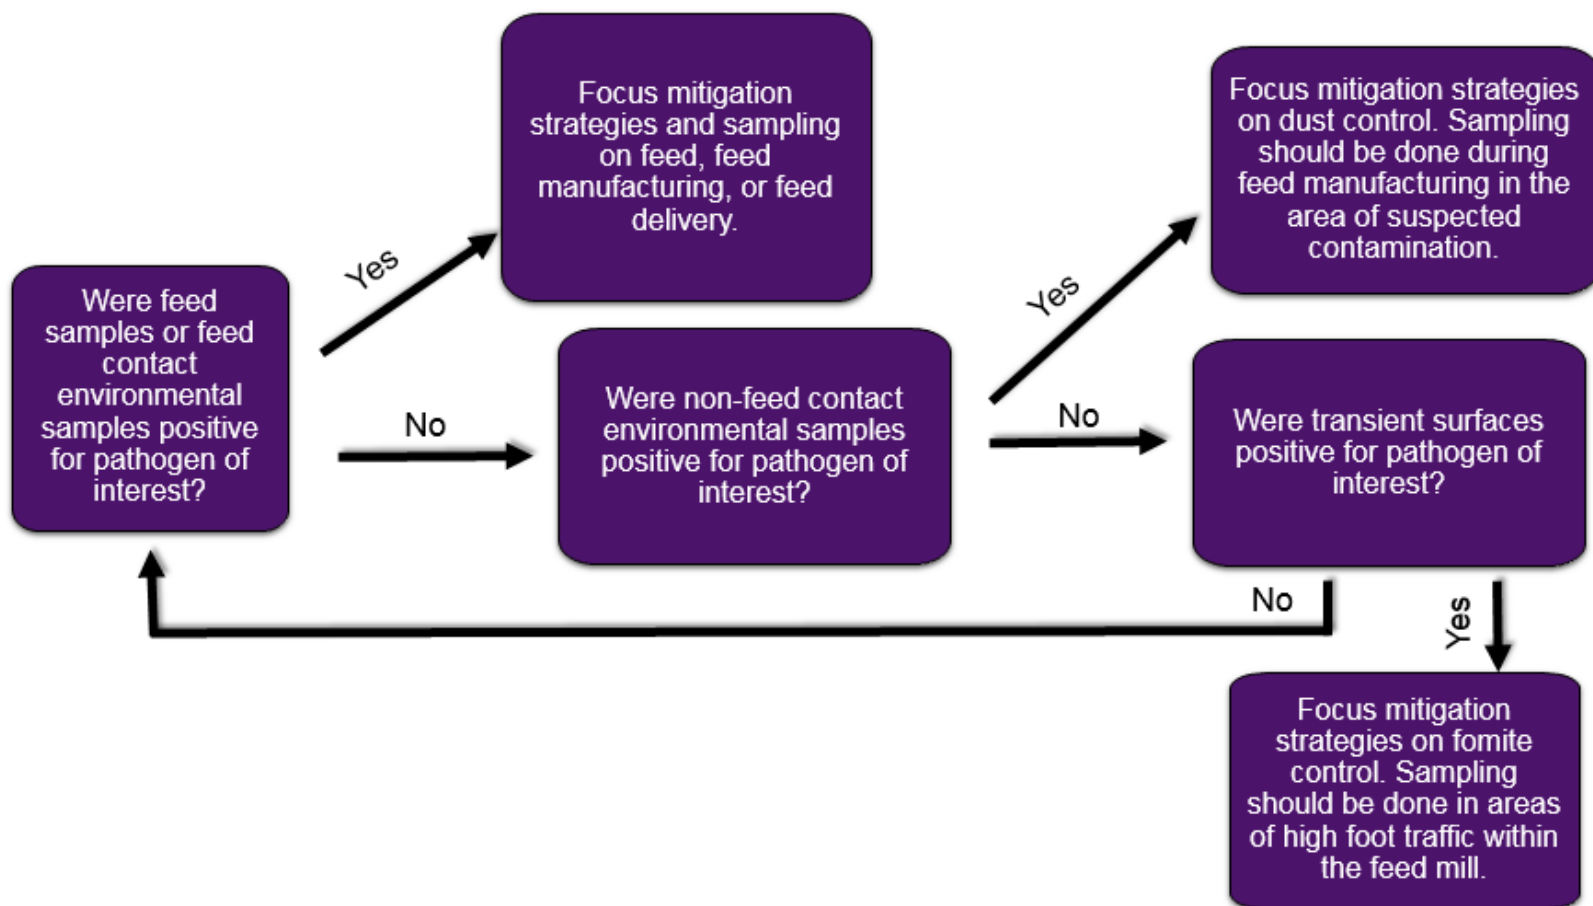 Were feed
samples or feed
contact
environmental
samples positive
for pathogen of
interest?
Yes
Focus mitigation
strategies and sampling
on feed, feed
manufacturing, or feed
delivery.
No
Were non-feed contact
environmental samples
positive for pathogen of
interest?
Yes
Focus mitigation strategies
on dust control. Sampling
should be done during
feed manufacturing in the
area of suspected
contamination.
No
Were transient surfaces
positive for pathogen of
interest?
No
Yes
Focus mitigation
strategies on fomite
control. Sampling
should be done in areas
of high foot traffic within
the feed mill.